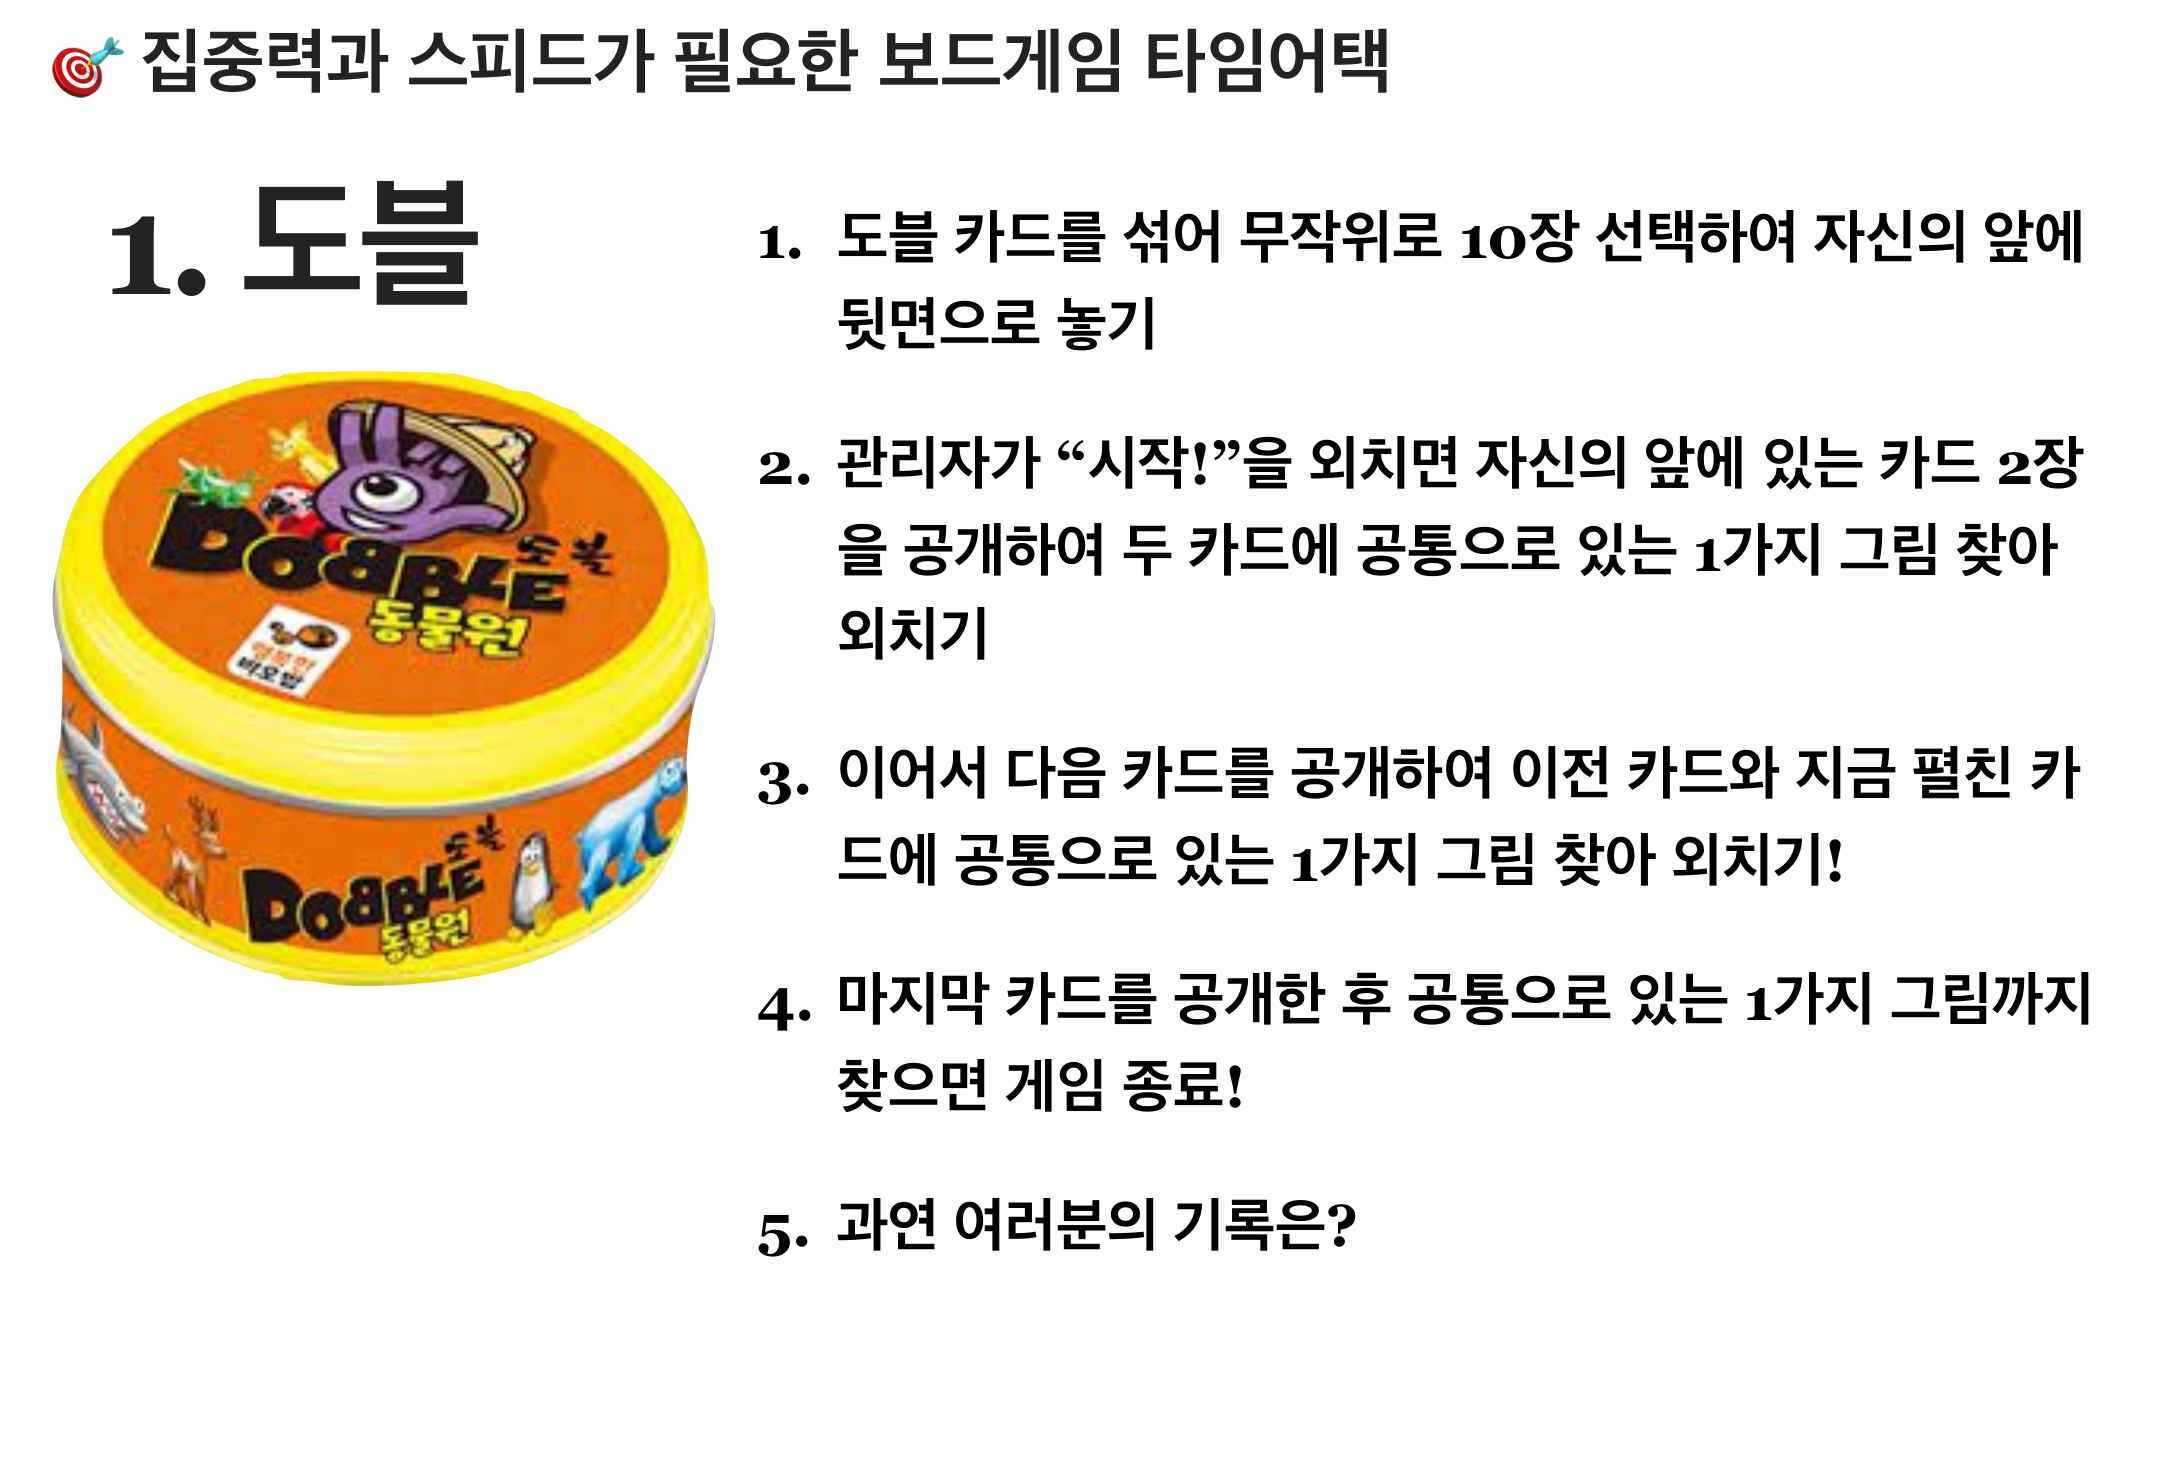 🎯 집중력과 스피드가 필요한 보드게임 타임어택
1. 도블
DOBBLE
도블
동물원
행복한
바오밥
도블
DOBBLE
동물원
1. 도블 카드를 섞어 무작위로 10장 선택하여 자신의 앞에
뒷면으로 놓기
2. 관리자가 “시작!”을 외치면 자신의 앞에 있는 카드 2장
을 공개하여 두 카드에 공통으로 있는 1가지 그림 찾아
외치기
3. 이어서 다음 카드를 공개하여 이전 카드와 지금 펼친 카
드에 공통으로 있는 1가지 그림 찾아 외치기!
4. 마지막 카드를 공개한 후 공통으로 있는 1가지 그림까지
찾으면 게임 종료!
5. 과연 여러분의 기록은?